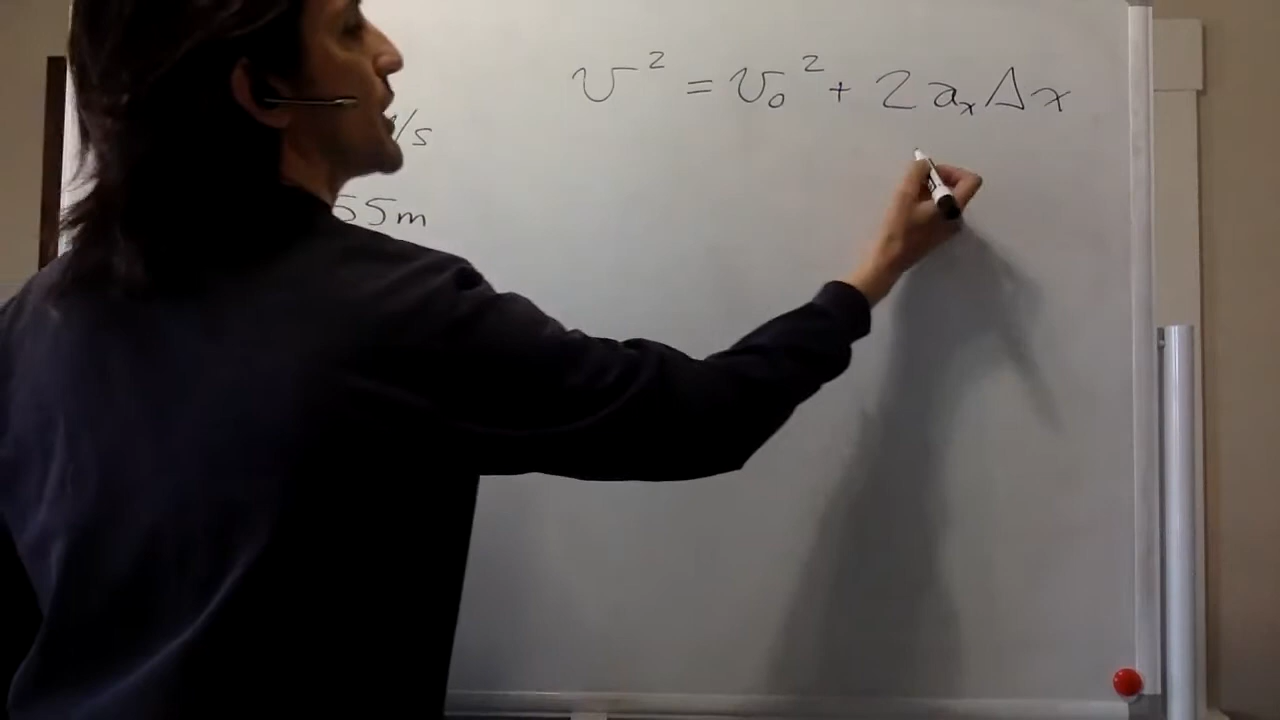 v² = v₀² + 2aₓΔx
/s
55m